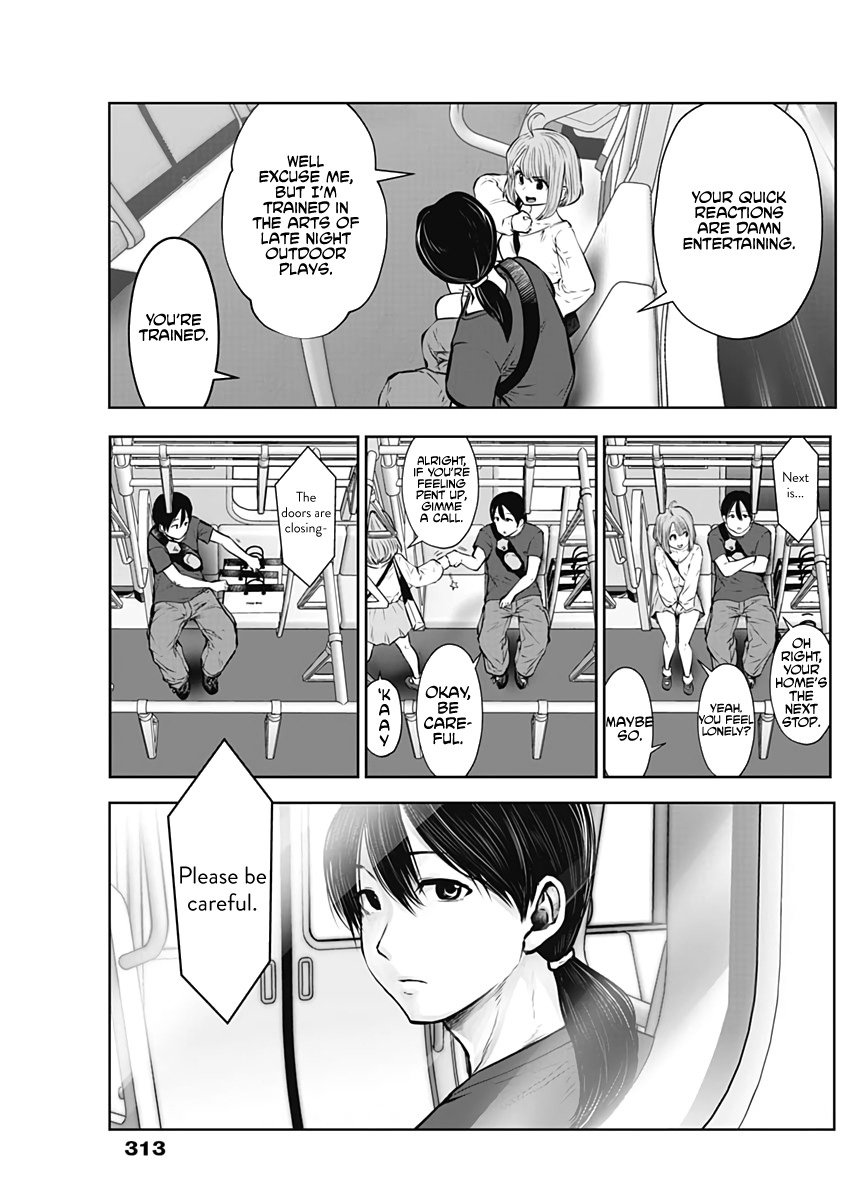 YOUR QUICK
REACTIONS
ARE DAMN
ENTERTAINING.
WELL
EXCUSE ME,
BUT I'M
TRAINED IN
THE ARTS OF
LATE NIGHT
OUTDOOR
PLAYS.
YOU'RE
TRAINED.
Next
is...
OH
RIGHT,
YOUR
HOME'S
THE
NEXT
STOP.
YEAH.
YOU FEEL
LONELY?
MAYBE
SO.
ALRIGHT,
IF YOU'RE
FEELING
PENT UP,
GIMME
A CALL.
OKAY,
BE
CARE-
FUL.
'K
A
A
Y
The
doors are
closing-
Please be
careful.
313